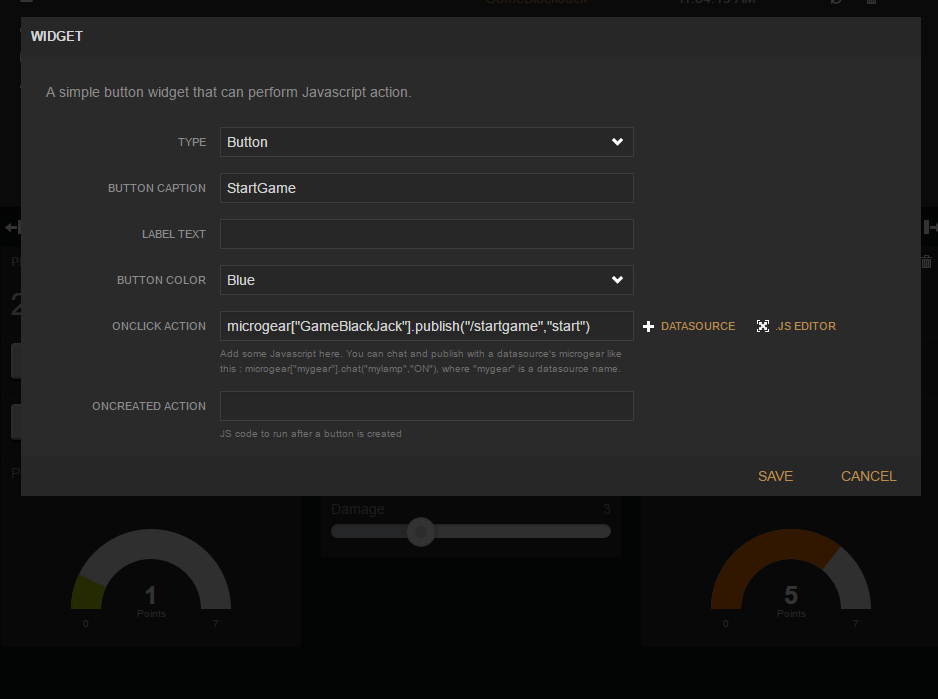 GameBlackJock
WIDGET
A simple button widget that can perform Javascript action.
TYPE
Button
BUTTON CAPTION
StartGame
LABEL TEXT
BUTTON COLOR
Blue
ONCLICK ACTION
microgear["GameBlackJack"].publish("/startgame","start")
DATASOURCE
.JS EDITOR
Add some Javascript here. You can chat and publish with a datasource's microgear like
this : microgear["mygear"].chat("mylamp","ON"), where "mygear" is a datasource name.
ONCREATED ACTION
JS code to run after a button is created
SAVE
CANCEL
Damage
3
1
Points
0
7
5
Points
0
7